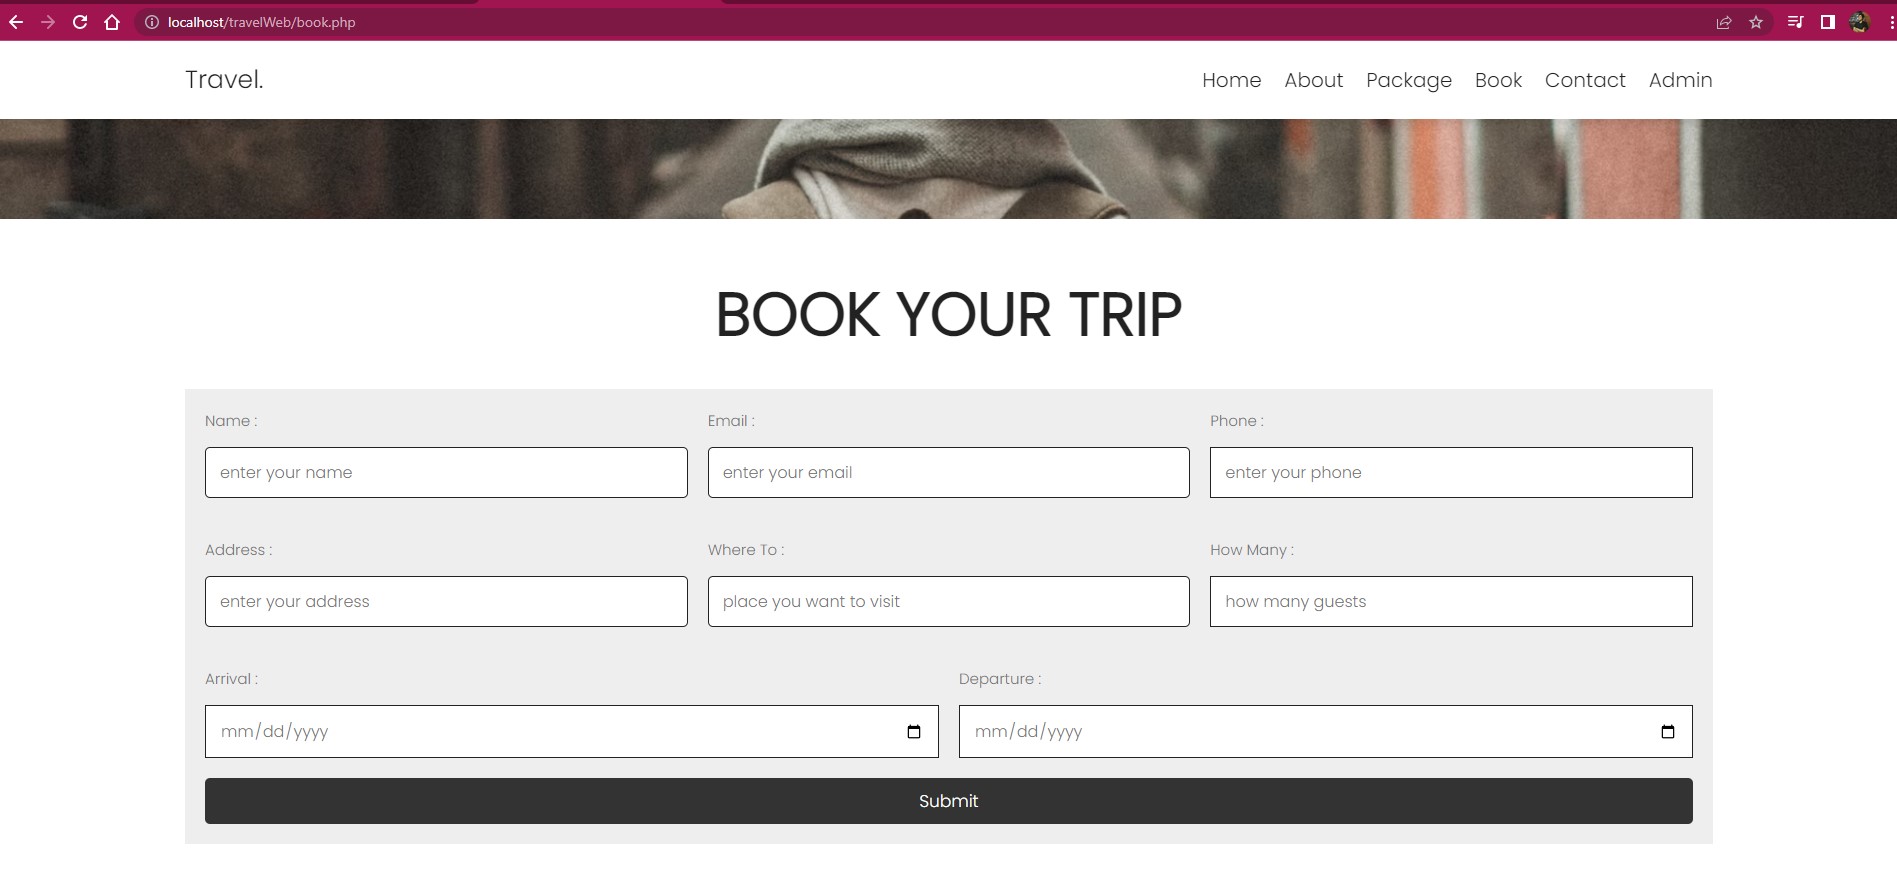 localhost/travelWeb/book.php
Travel. Home About Package Book Contact Admin
BOOK YOUR TRIP
Name : Email : Phone :
enter your name enter your email enter your phone
Address : Where To : How Many :
enter your address place you want to visit how many guests
Arrival : Departure :
mm/dd/yyyy mm/dd/yyyy
Submit